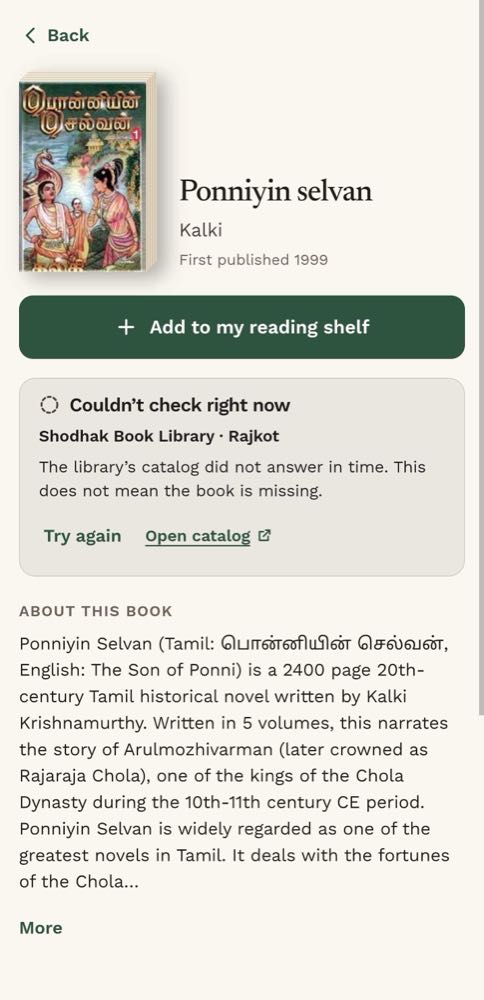 Back
பொன்னியின்
செல்வன்
1
Ponniyin selvan
Kalki
First published 1999
+ Add to my reading shelf
Couldn’t check right now
Shodhak Book Library · Rajkot
The library’s catalog did not answer in time. This
does not mean the book is missing.
Try again Open catalog
ABOUT THIS BOOK
Ponniyin Selvan (Tamil: பொன்னியின் செல்வன்,
English: The Son of Ponni) is a 2400 page 20th-
century Tamil historical novel written by Kalki
Krishnamurthy. Written in 5 volumes, this narrates
the story of Arulmozhivarman (later crowned as
Rajaraja Chola), one of the kings of the Chola
Dynasty during the 10th-11th century CE period.
Ponniyin Selvan is widely regarded as one of the
greatest novels in Tamil. It deals with the fortunes
of the Chola...
More